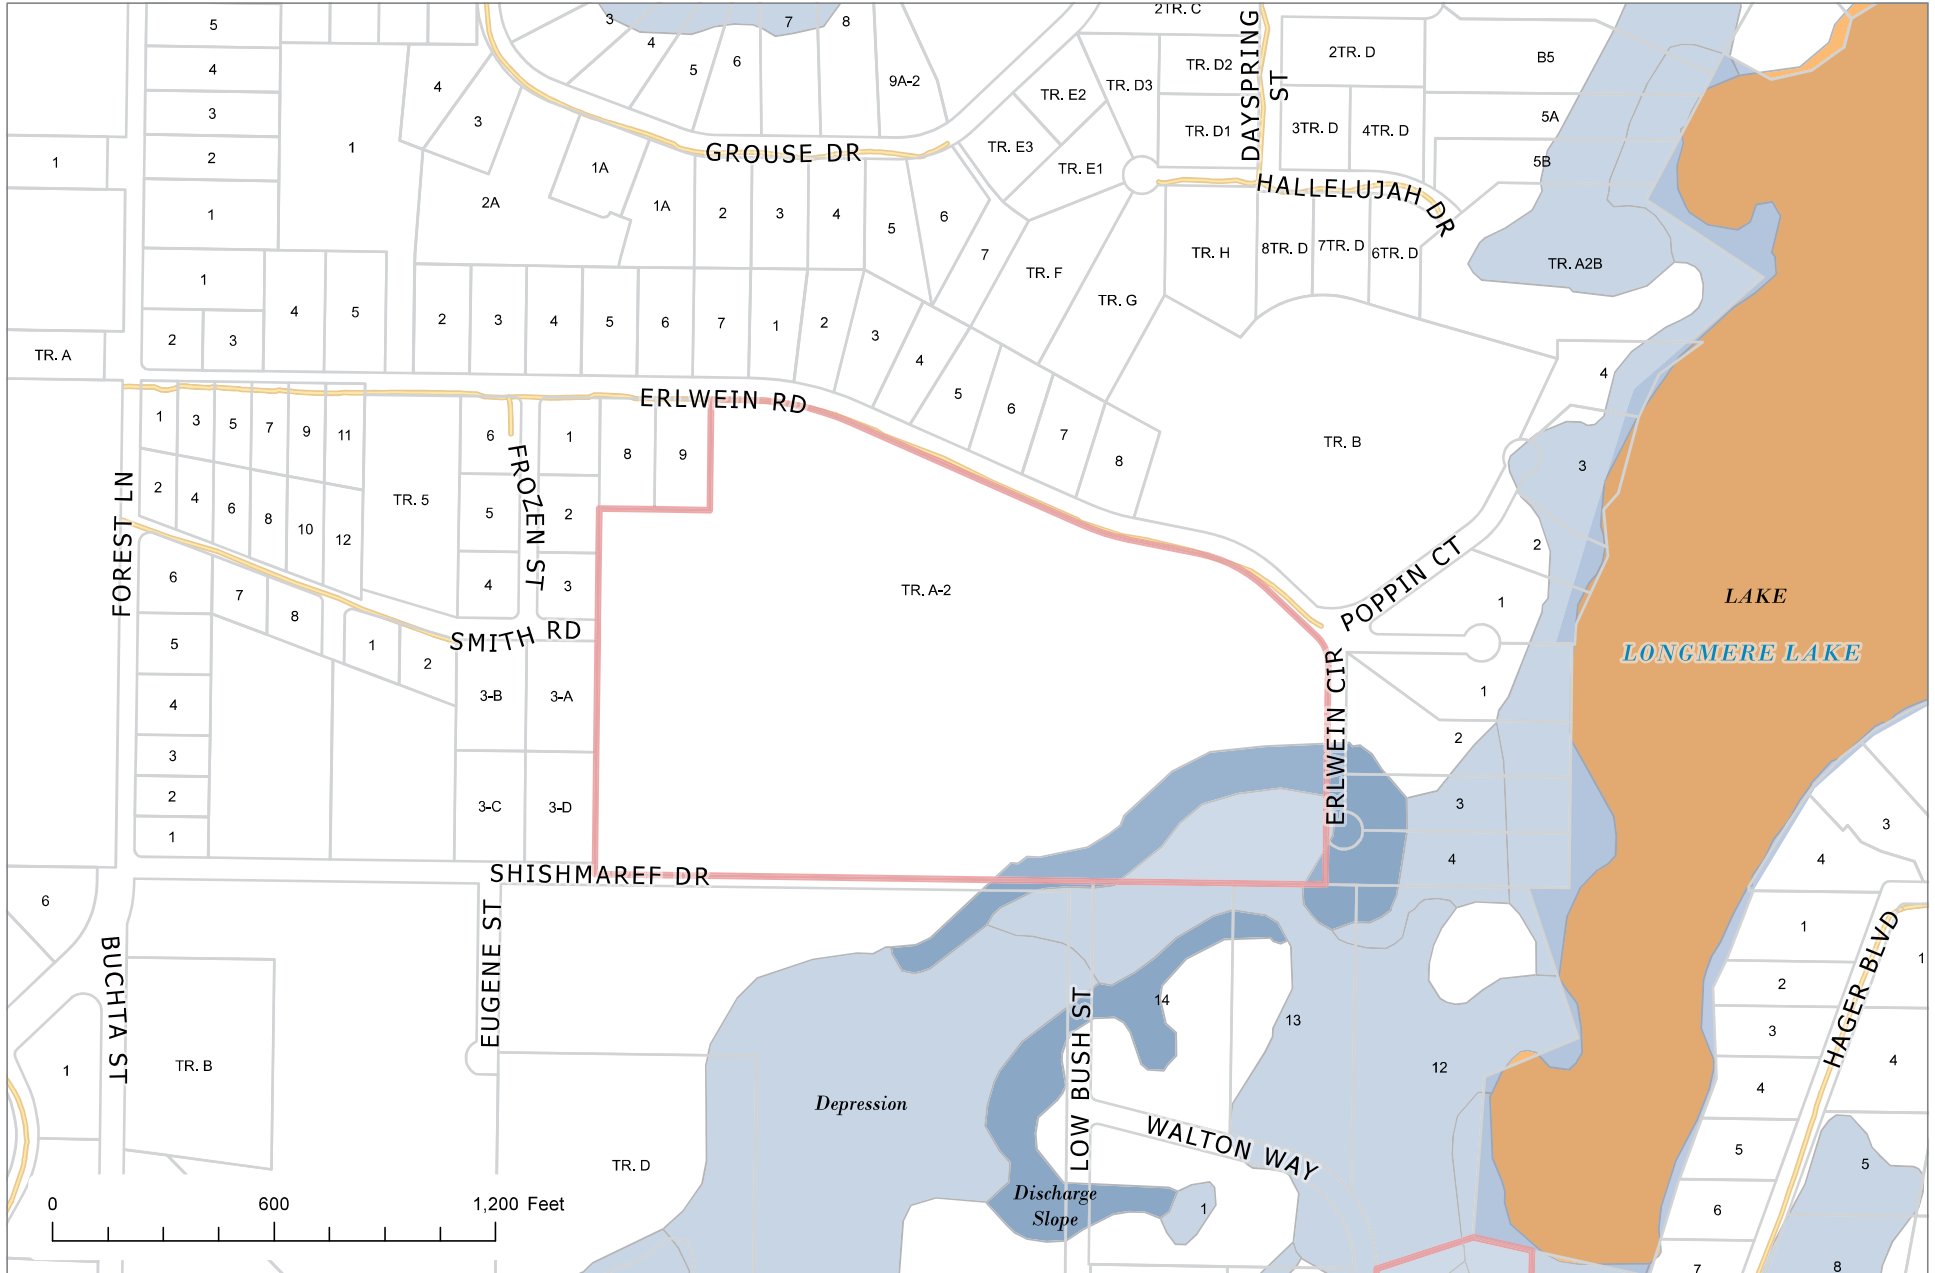 5
3
4
5
6
7
8
9A-2
2TR. C
TR. D2
TR. D3
TR. E2
DAYSPRING ST
2TR. D
B5
4
4
3
3
2
1
1
1A
GROUSE DR
TR. E3
TR. E1
TR. D1
3TR. D
4TR. D
5A
5B
1
2A
1A
2
3
4
5
6
7
HALLELUJAH DR
TR. H
8TR. D
7TR. D
6TR. D
TR. A2B
1
4
5
2
3
TR. A
2
3
4
5
6
7
1
2
3
4
5
6
7
8
TR. F
TR. G
TR. B
4
3
2
1
ERLWEIN RD
1
3
5
7
9
11
2
4
6
8
10
12
TR. 5
6
5
4
FROZEN ST
1
2
3
8
9
TR. A-2
FOREST LN
6
7
8
1
2
SMITH RD
5
4
3
2
1
3-B
3-A
3-C
3-D
POPPIN CT
ERLWEIN CIR
1
2
3
4
LAKE
LONGMERE LAKE
SHISHMAREF DR
6
BUCHTA ST
EUGENE ST
1
TR. B
TR. D
Depression
LOW BUSH ST
14
13
12
WALTON WAY
Discharge
Slope
1
3
4
1
2
3
4
5
6
7
HAGER BLVD
1
4
5
8
0 600 1,200 Feet